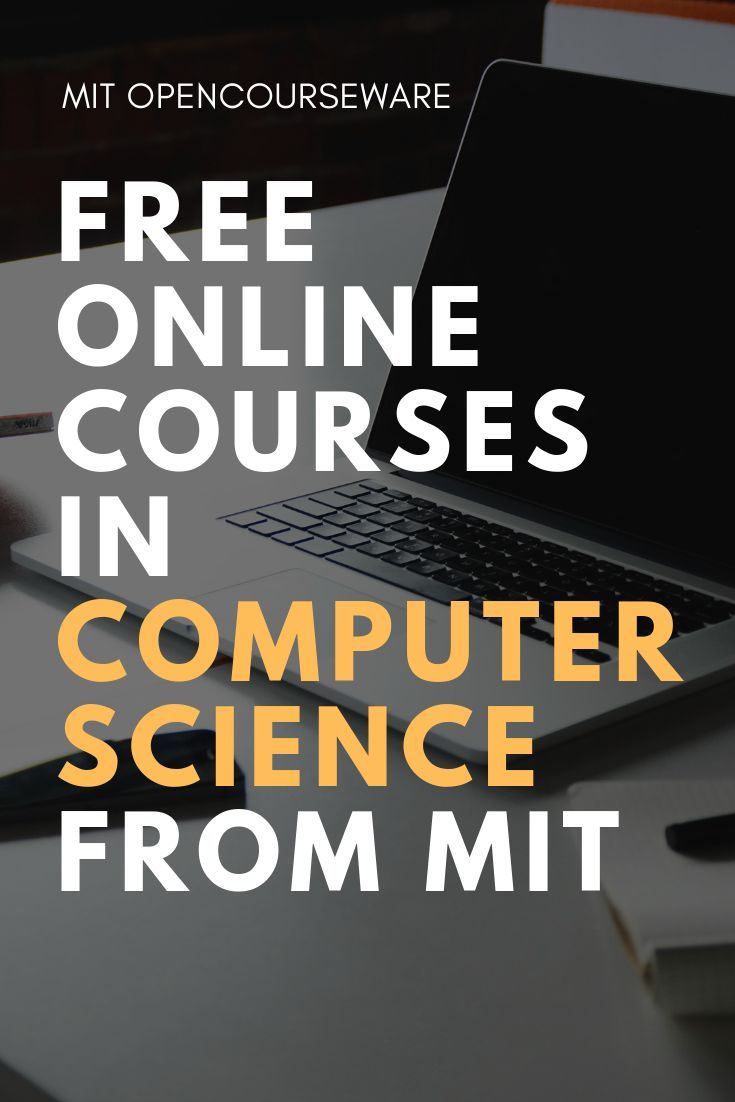 MIT OPENCOURSEWARE
FREE
ONLINE
COURSES
IN
COMPUTER
SCIENCE
FROM MIT